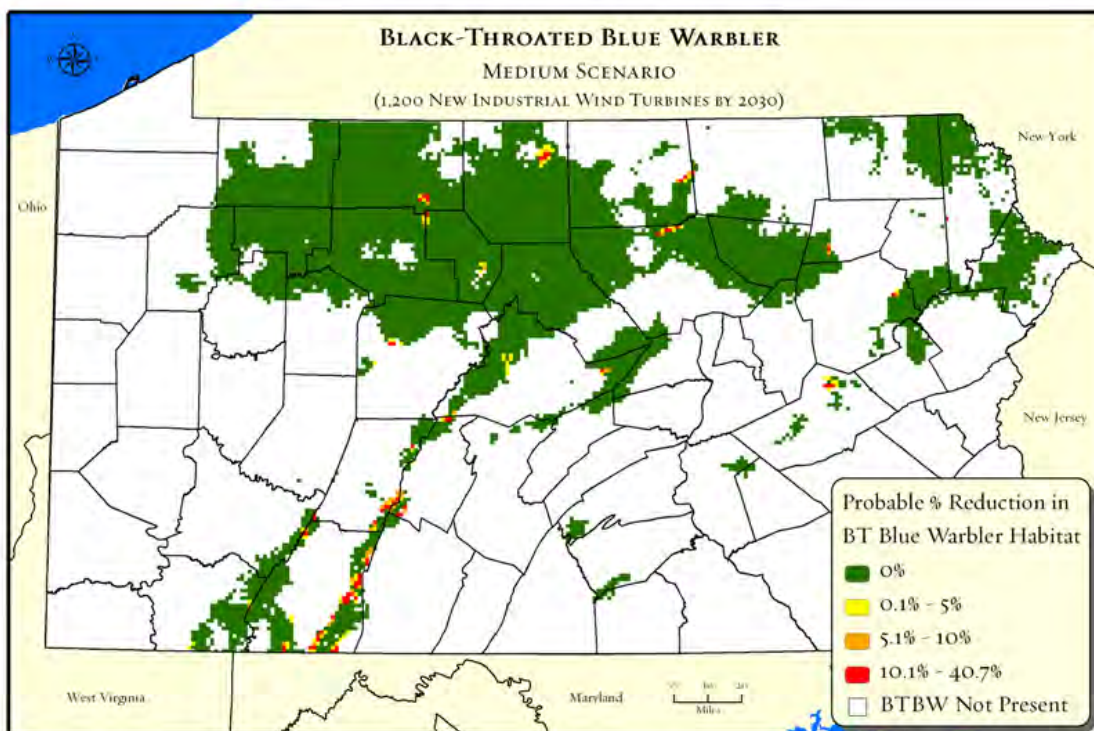 Black-Throated Blue Warbler
Medium Scenario
(1,200 New Industrial Wind Turbines by 2030)
New York
Ohio
New Jersey
Probable % Reduction in
BT Blue Warbler Habitat
0%
0.1% - 5%
5.1% - 10%
10.1% - 40.7%
BTBW Not Present
West Virginia
Maryland
Miles